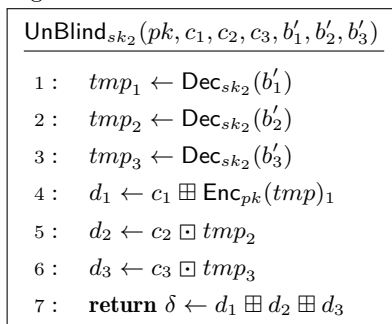 UnBlind_{sk_2}(pk, c_1, c_2, c_3, b'_1, b'_2, b'_3)
1 : tmp_1 ← Dec_{sk_2}(b'_1)
2 : tmp_2 ← Dec_{sk_2}(b'_2)
3 : tmp_3 ← Dec_{sk_2}(b'_3)
4 : d_1 ← c_1 ⊞ Enc_{pk}(tmp)_1
5 : d_2 ← c_2 ⊡ tmp_2
6 : d_3 ← c_3 ⊡ tmp_3
7 : return δ ← d_1 ⊞ d_2 ⊞ d_3